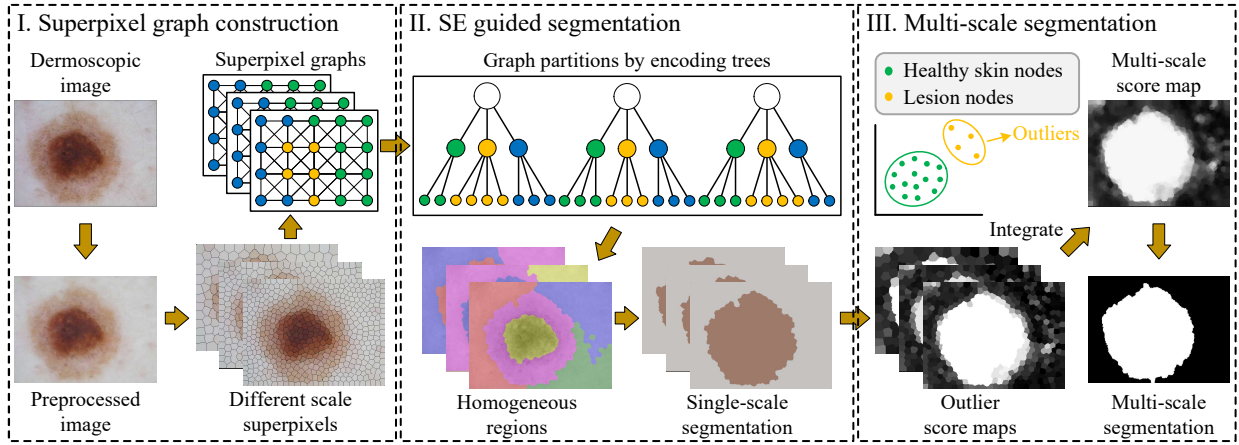 I. Superpixel graph construction
Dermoscopic
image
Superpixel graphs
Preprocessed
image
Different scale
superpixels
II. SE guided segmentation
Graph partitions by encoding trees
Homogeneous
regions
Single-scale
segmentation
III. Multi-scale segmentation
Healthy skin nodes
Lesion nodes
Multi-scale
score map
Outliers
Integrate
Outlier
score maps
Multi-scale
segmentation